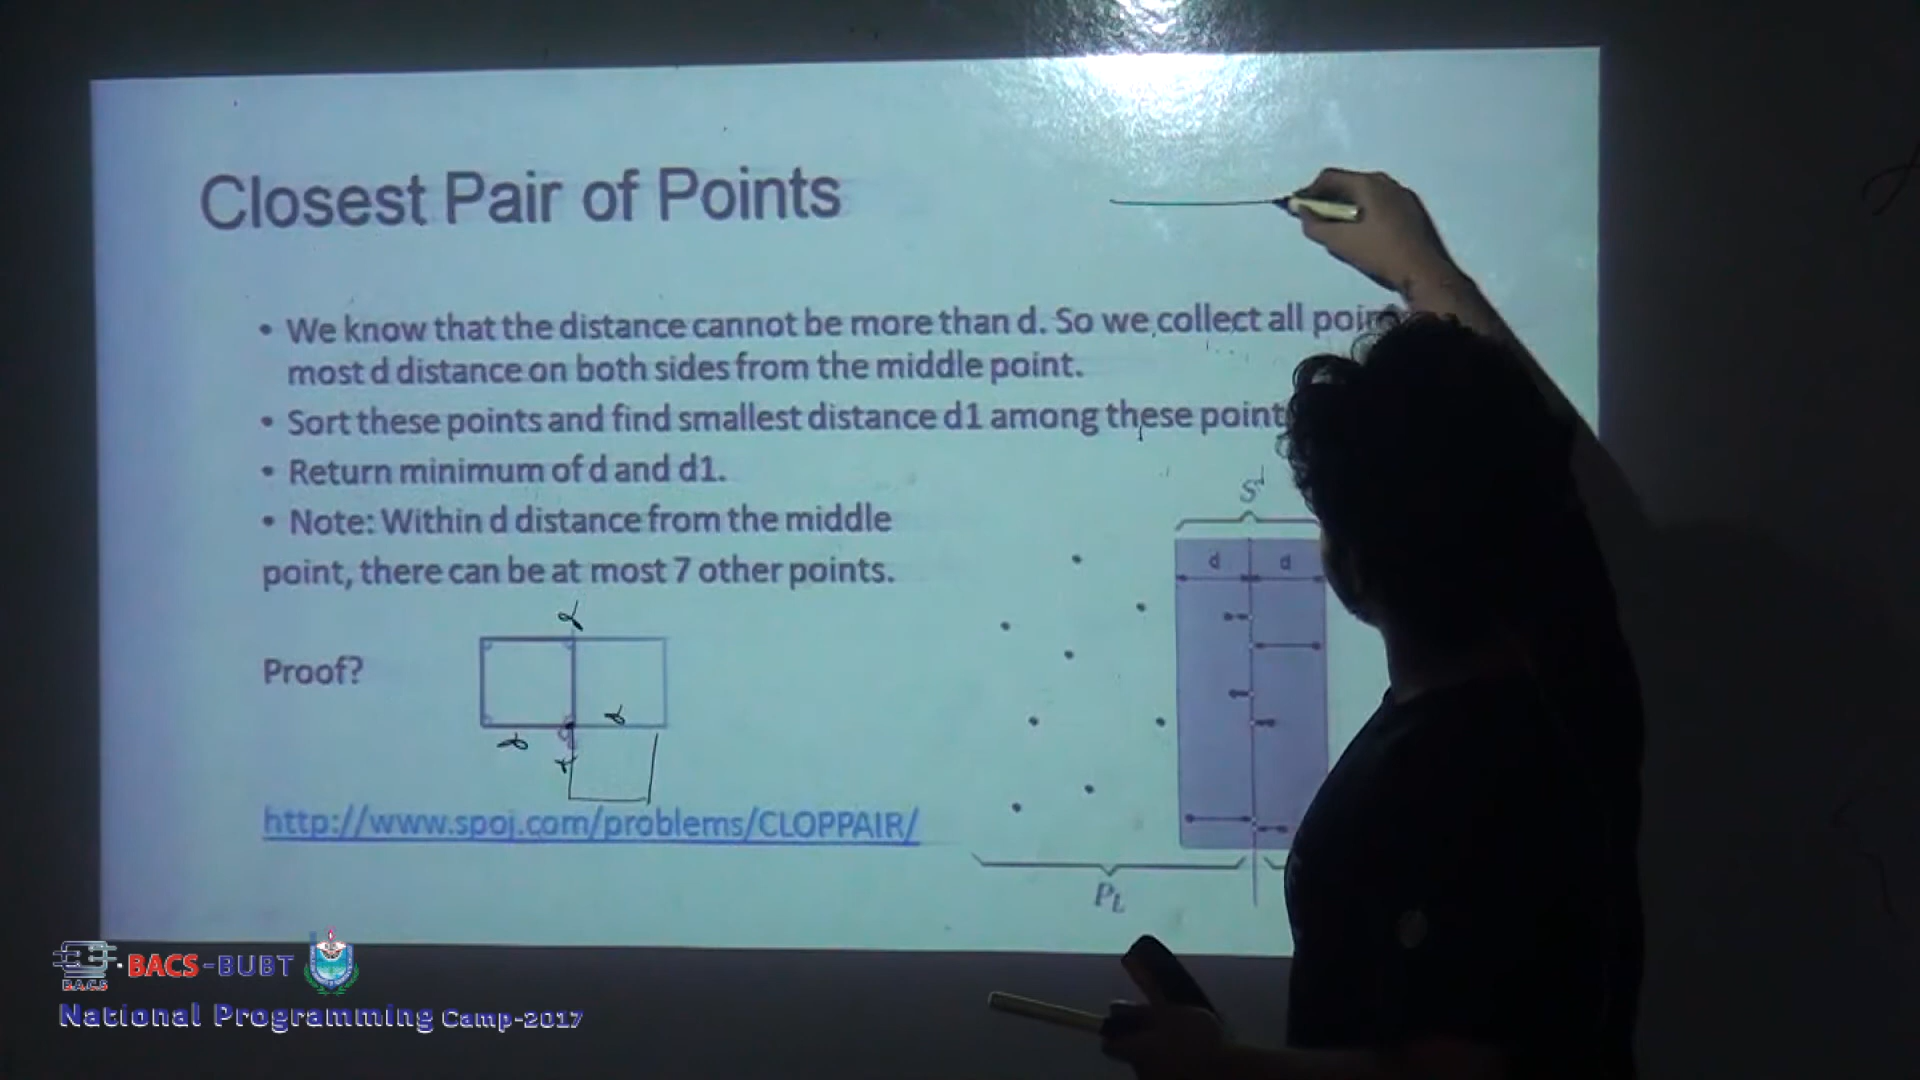 Closest Pair of Points
• We know that the distance cannot be more than d. So we collect all
most d distance on both sides from the middle point.
• Sort these points and find smallest distance d1 among these
• Return minimum of d and d1.
• Note: Within d distance from the middle
point, there can be at most 7 other points.
S
d d
d
Proof?
d
d
http://www.spoj.com/problems/CLOPPAIR/
PL
BACS-BUBT
B.A.C.S
National Programming Camp-2017